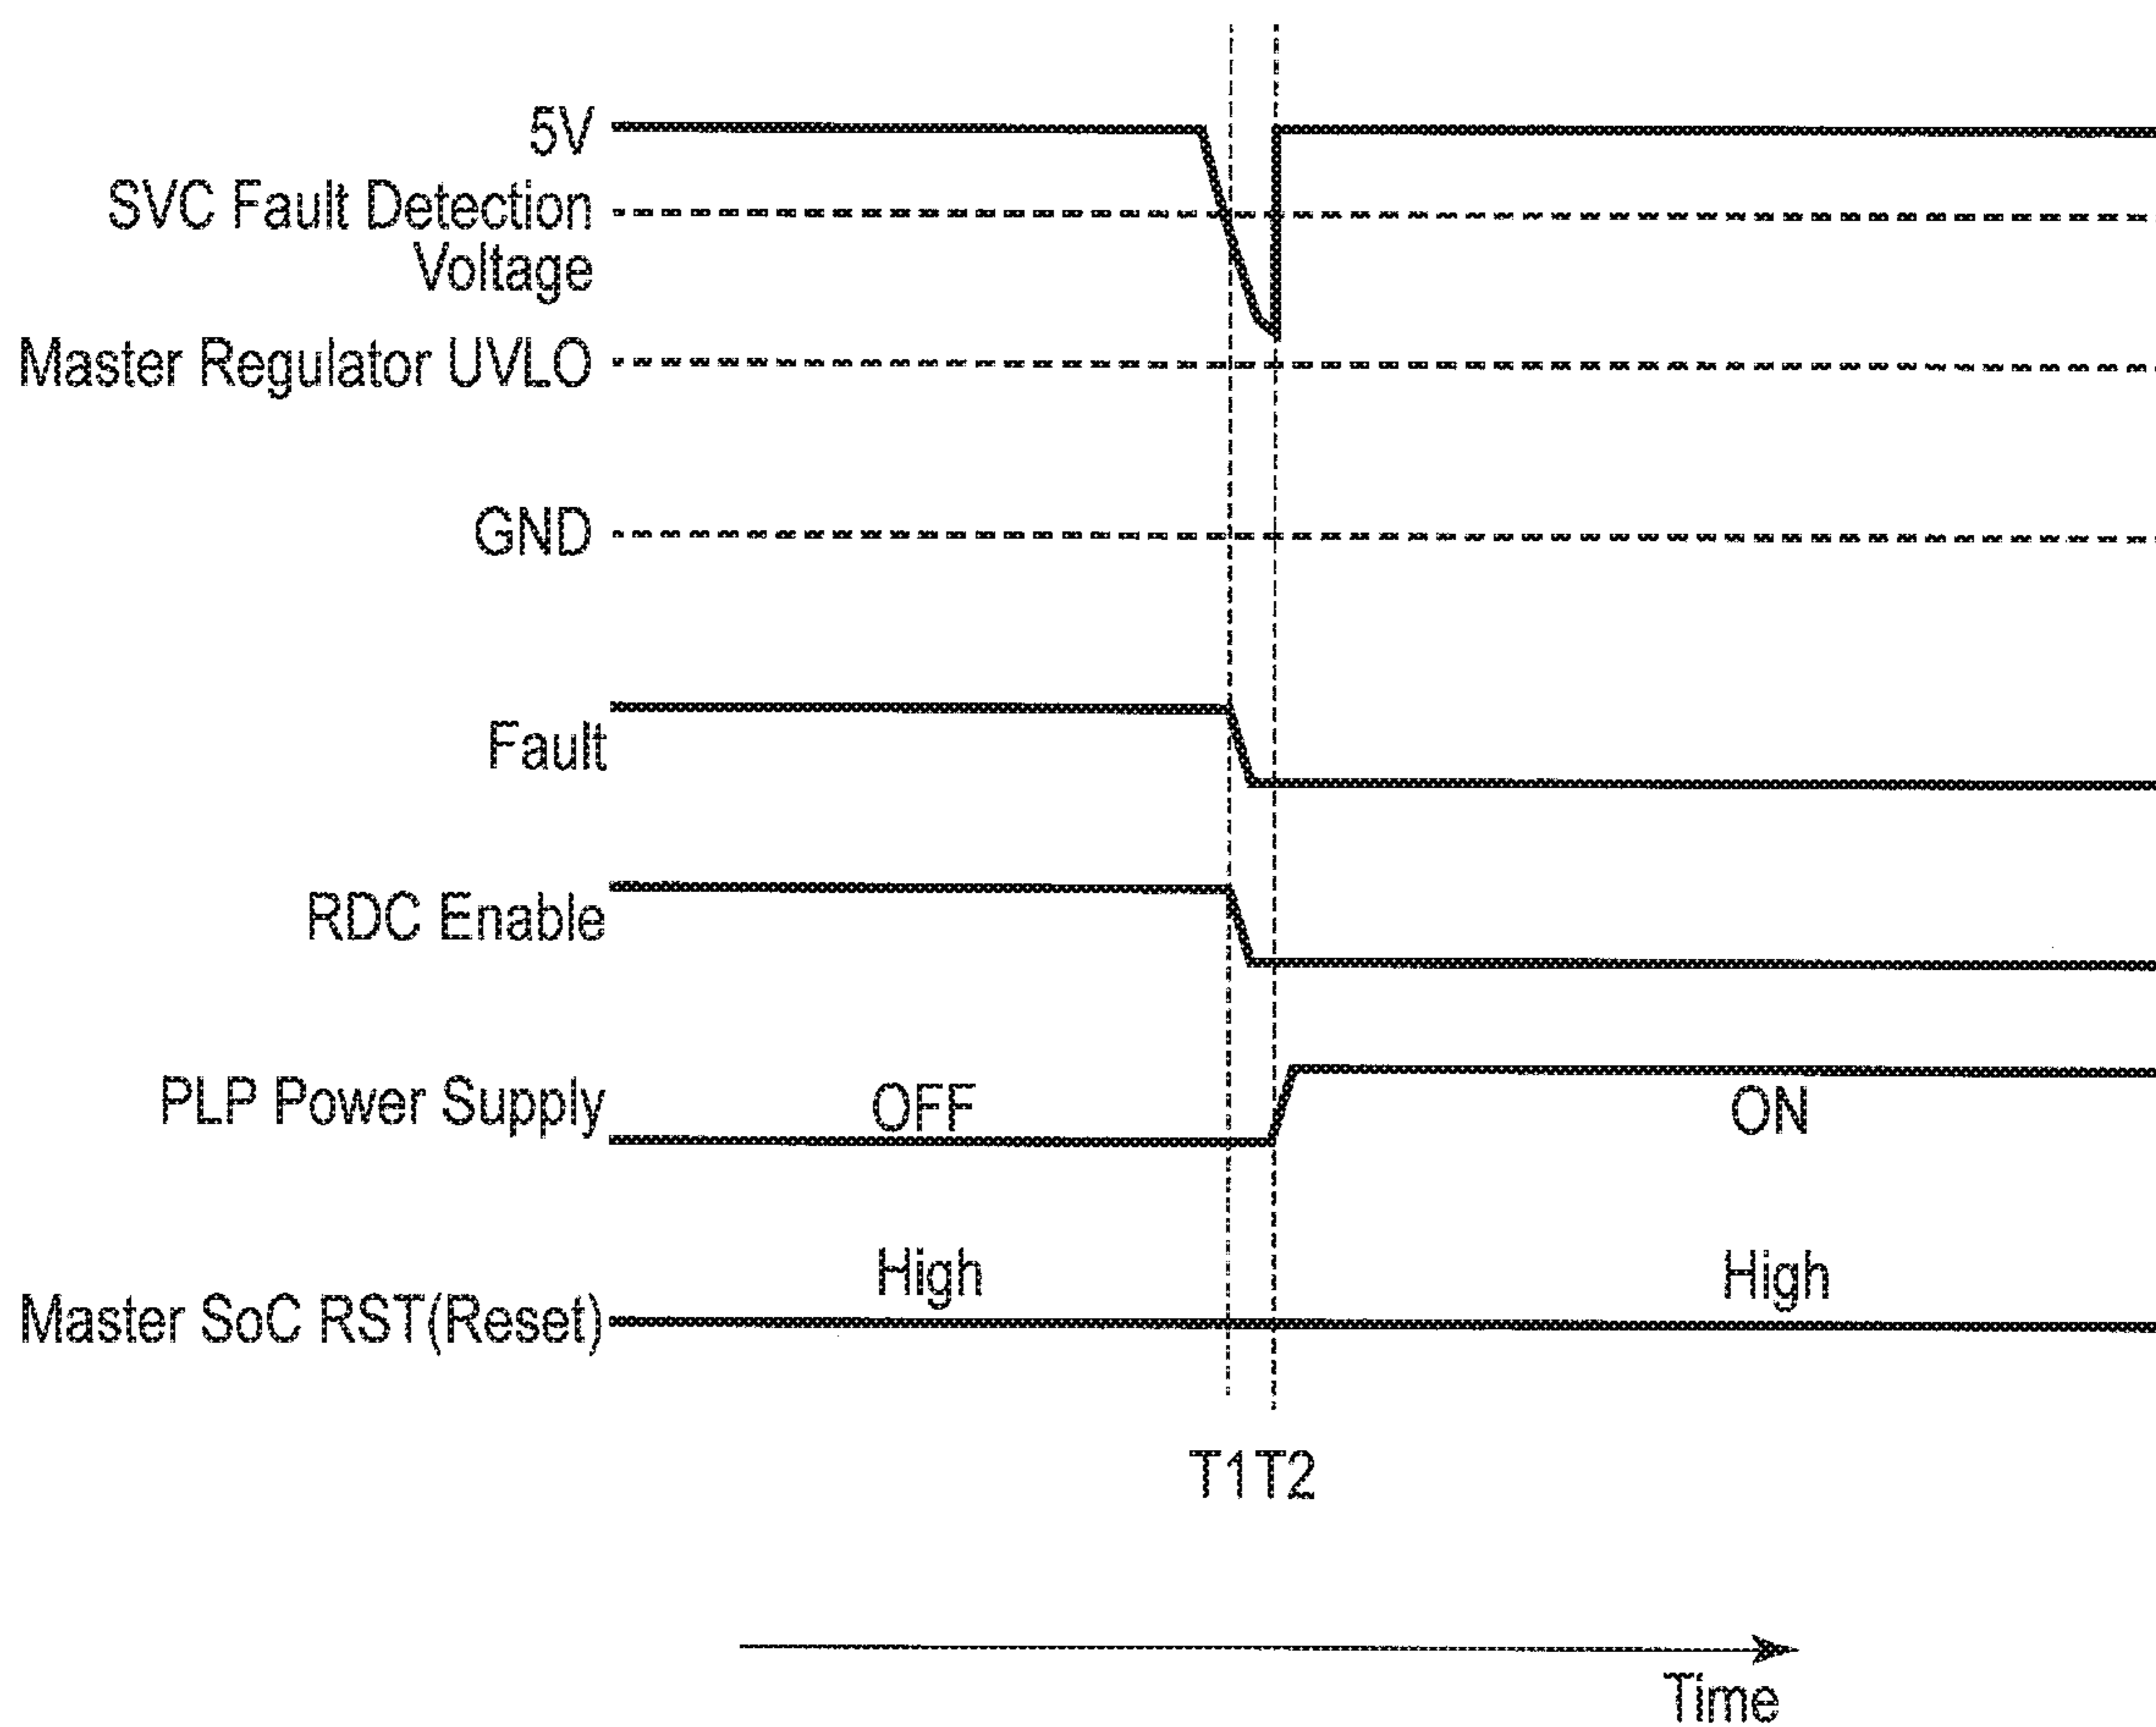 5V
SVC Fault Detection
Voltage
Master Regulator UVLO
GND
Fault
RDC Enable
PLP Power Supply
OFF
ON
High
High
Master SoC RST(Reset)
T1T2
Time